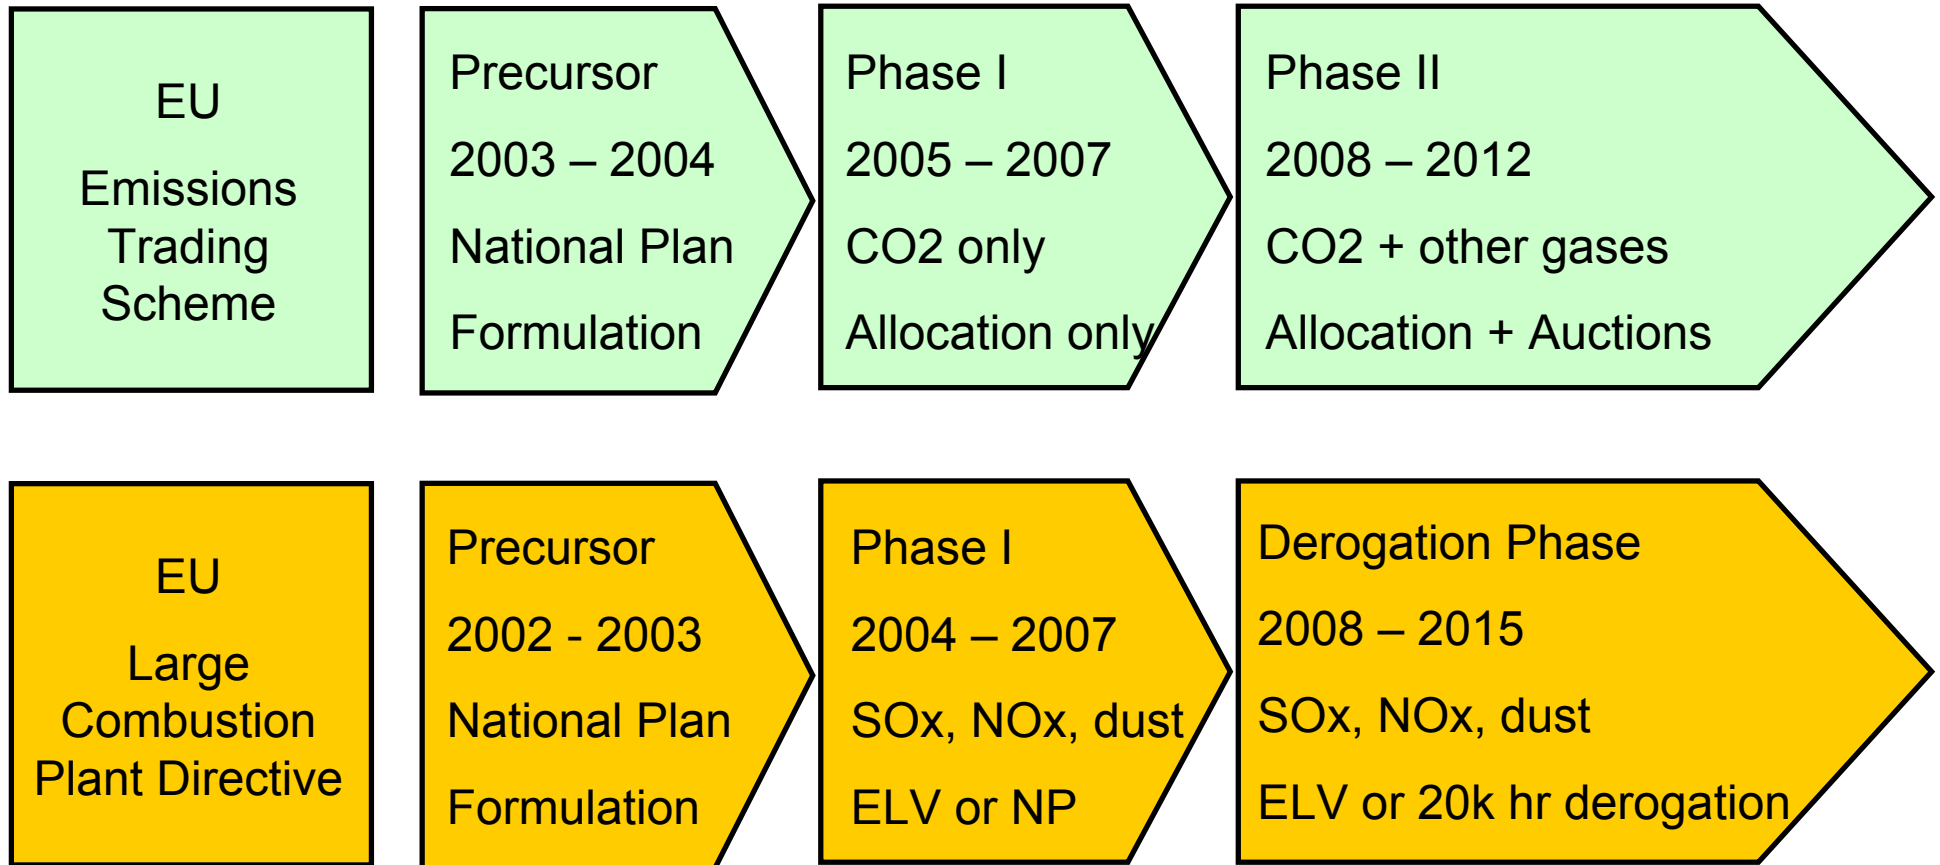 EU
Emissions
Trading
Scheme
Precursor
2003 – 2004
National Plan
Formulation
Phase I
2005 – 2007
CO2 only
Allocation only
Phase II
2008 – 2012
CO2 + other gases
Allocation + Auctions
EU
Large
Combustion
Plant Directive
Precursor
2002 - 2003
National Plan
Formulation
Phase I
2004 – 2007
SOx, NOx, dust
ELV or NP
Derogation Phase
2008 – 2015
SOx, NOx, dust
ELV or 20k hr derogation